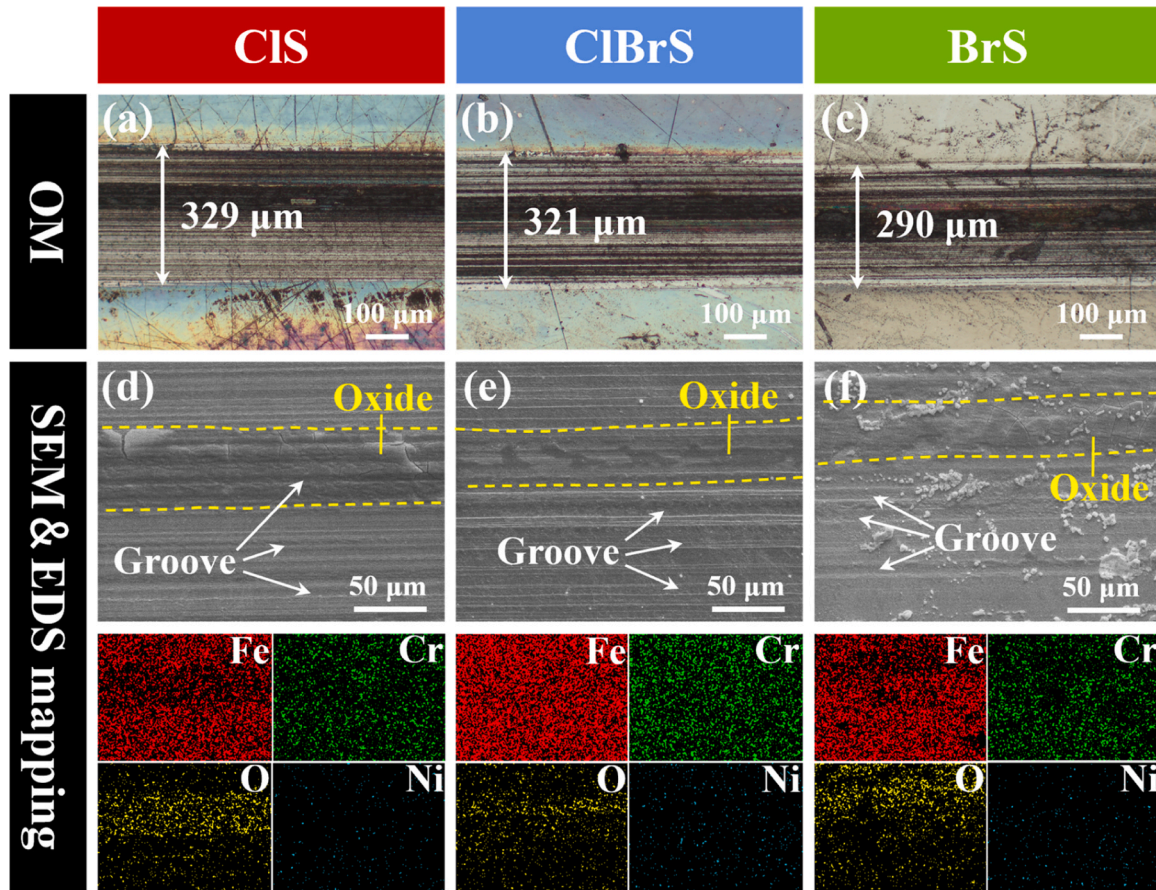 ClS
ClBrS
BrS
OM
(a)
329 µm
100 µm
(b)
321 µm
100 µm
(c)
290 µm
100 µm
SEM & EDS mapping
(d)
Oxide
Groove
50 µm
(e)
Oxide
Groove
50 µm
(f)
Oxide
Groove
50 µm
Fe
Cr
Fe
Cr
Fe
Cr
O
Ni
O
Ni
O
Ni